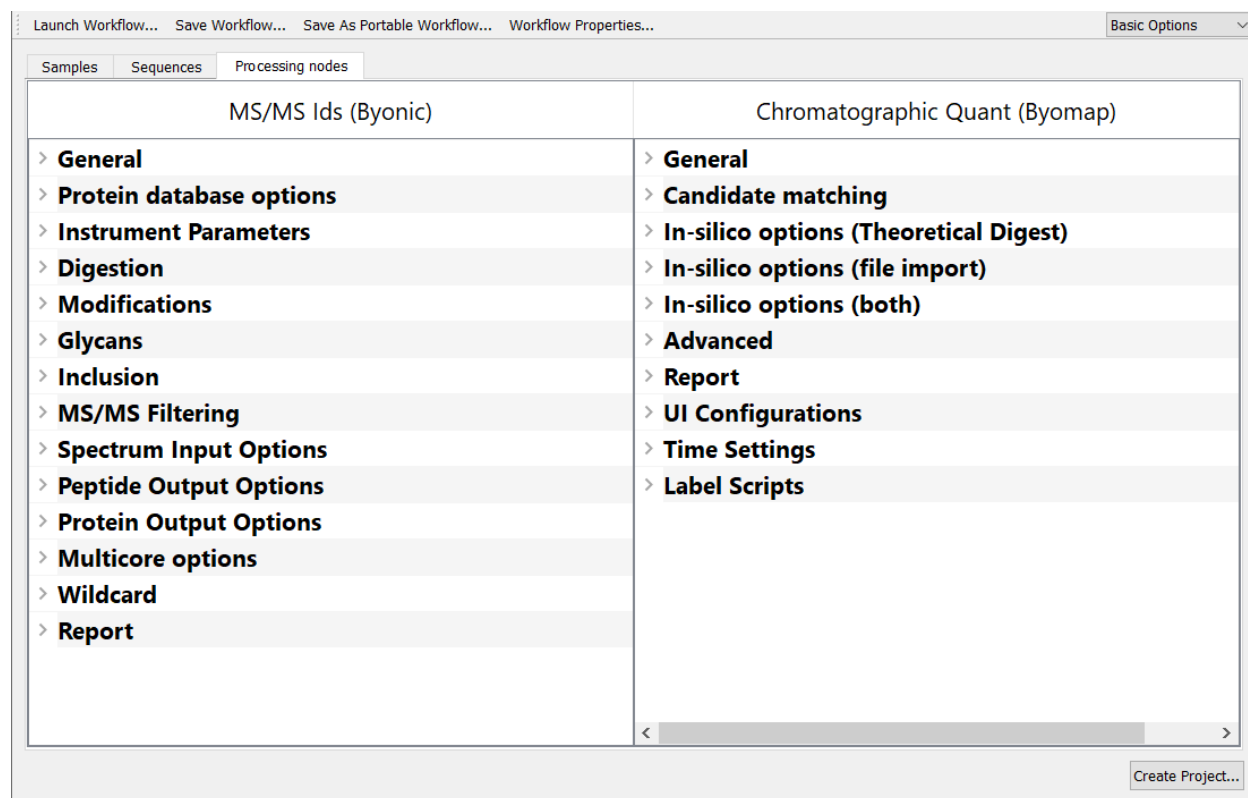 Launch Workflow... Save Workflow... Save As Portable Workflow... Workflow Properties... Basic Options
Samples Sequences Processing nodes
MS/MS Ids (Byonic) Chromatographic Quant (Byomap)
General General
Protein database options Candidate matching
Instrument Parameters In-silico options (Theoretical Digest)
Digestion In-silico options (file import)
Modifications In-silico options (both)
Glycans Advanced
Inclusion Report
MS/MS Filtering UI Configurations
Spectrum Input Options Time Settings
Peptide Output Options Label Scripts
Protein Output Options
Multicore options
Wildcard
Report
Create Project...